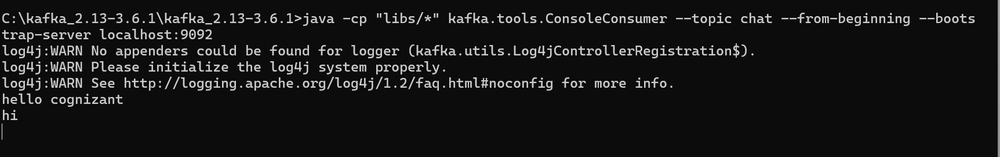 C:\kafka_2.13-3.6.1\kafka_2.13-3.6.1>java -cp "libs/*" kafka.tools.ConsoleConsumer --topic chat --from-beginning --boots
trap-server localhost:9092
log4j:WARN No appenders could be found for logger (kafka.utils.Log4jControllerRegistration$).
log4j:WARN Please initialize the log4j system properly.
log4j:WARN See http://logging.apache.org/log4j/1.2/faq.html#noconfig for more info.
hello cognizant
hi